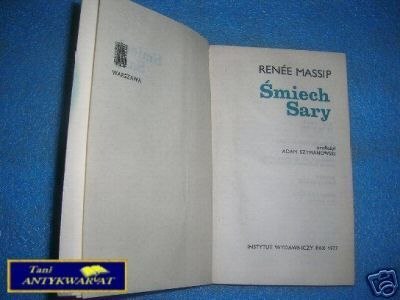 WARSZAWA
RENÉE MASSIP
Śmiech
Sary
przełożył
ADAM SZYMANOWSKI
INSTYTUT WYDAWNICZY PAX 1977
Tani
ANTYKWARIAT